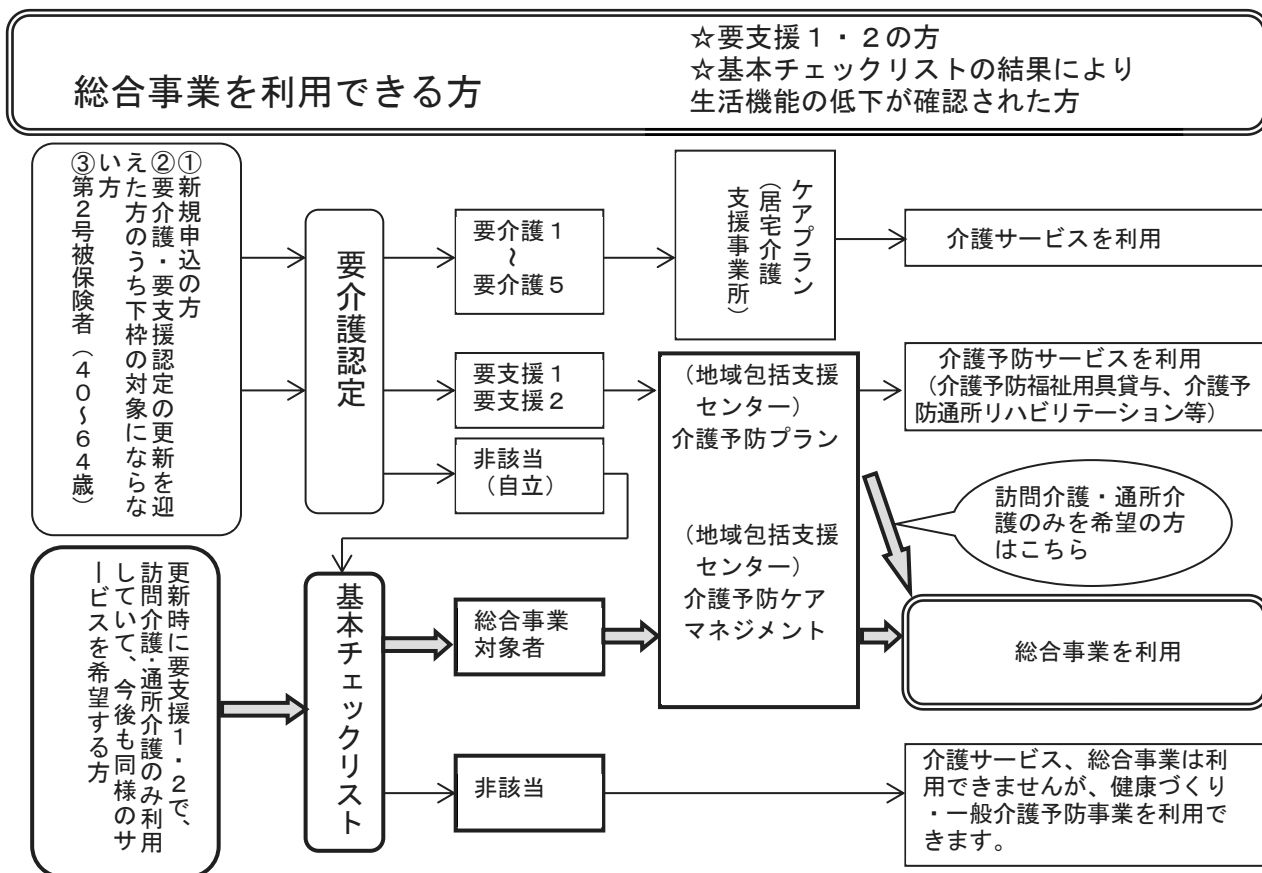 総合事業を利用できる方
☆要支援１・２の方
☆基本チェックリストの結果により
生活機能の低下が確認された方
①新規申込の方
②要介護・要支援認定の更新を迎
えた方のうち下枠の対象にならな
い方
③第２号被保険者（４０～６４歳）
要介護認定
要介護１
～
要介護５
ケアプラン
（居宅介護
支援事業所）
介護サービスを利用
要支援１
要支援２
（地域包括支援
センター）
介護予防プラン
介護予防サービスを利用
（介護予防福祉用具貸与、介護予
防通所リハビリテーション等）
非該当
（自立）
訪問介護・通所介
護のみを希望の方
はこちら
更新時に要支援１・２で、
訪問介護・通所介護のみ利用
していて、今後も同様のサ
ービスを希望する方
基本チェックリスト
総合事業
対象者
（地域包括支援
センター）
介護予防ケア
マネジメント
総合事業を利用
非該当
介護サービス、総合事業は利
用できませんが、健康づくり
・一般介護予防事業を利用で
きます。